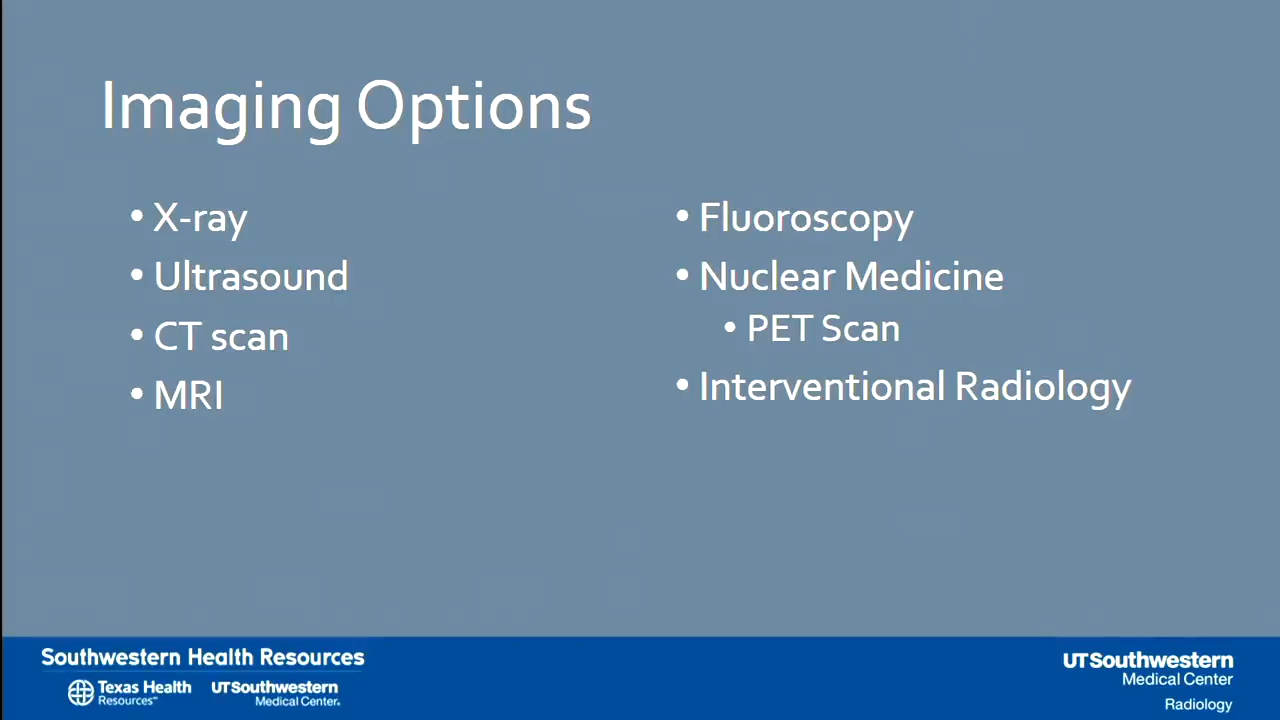 Imaging Options
• X-ray
• Ultrasound
• CT scan
• MRI
• Fluoroscopy
• Nuclear Medicine
• PET Scan
• Interventional Radiology
Southwestern Health Resources
Texas Health
Resources℠
UTSouthwestern
Medical Center.
UTSouthwestern
Medical Center
Radiology